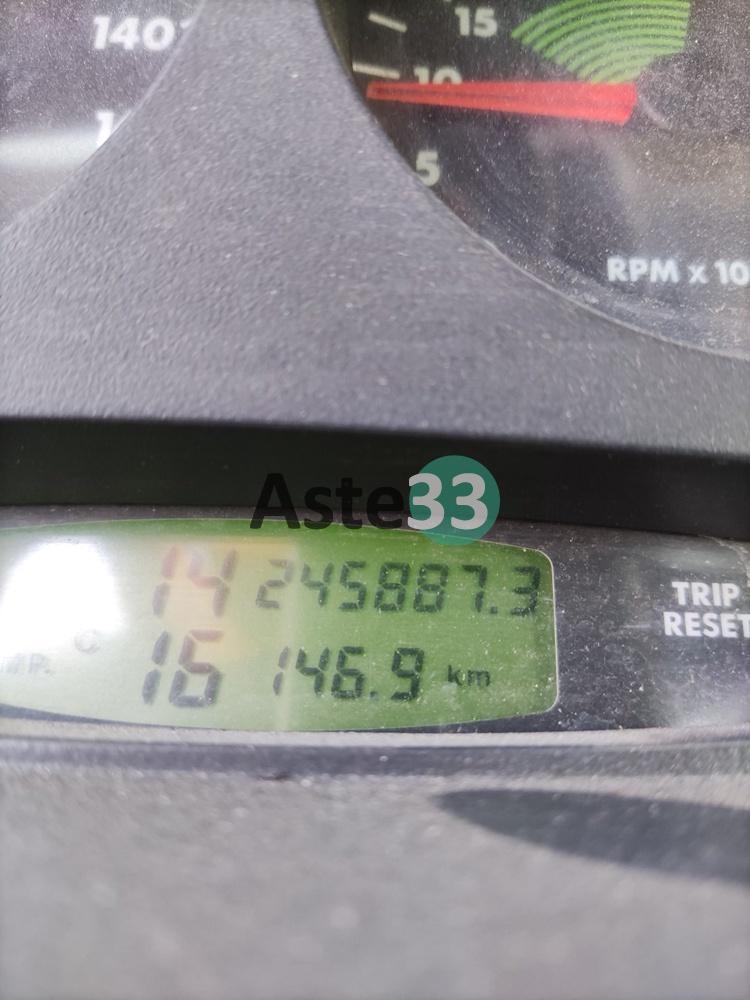 140
15
10
5
RPM x 10
Aste33
14 245887.3
TRIP
RESET
16 146.9 km